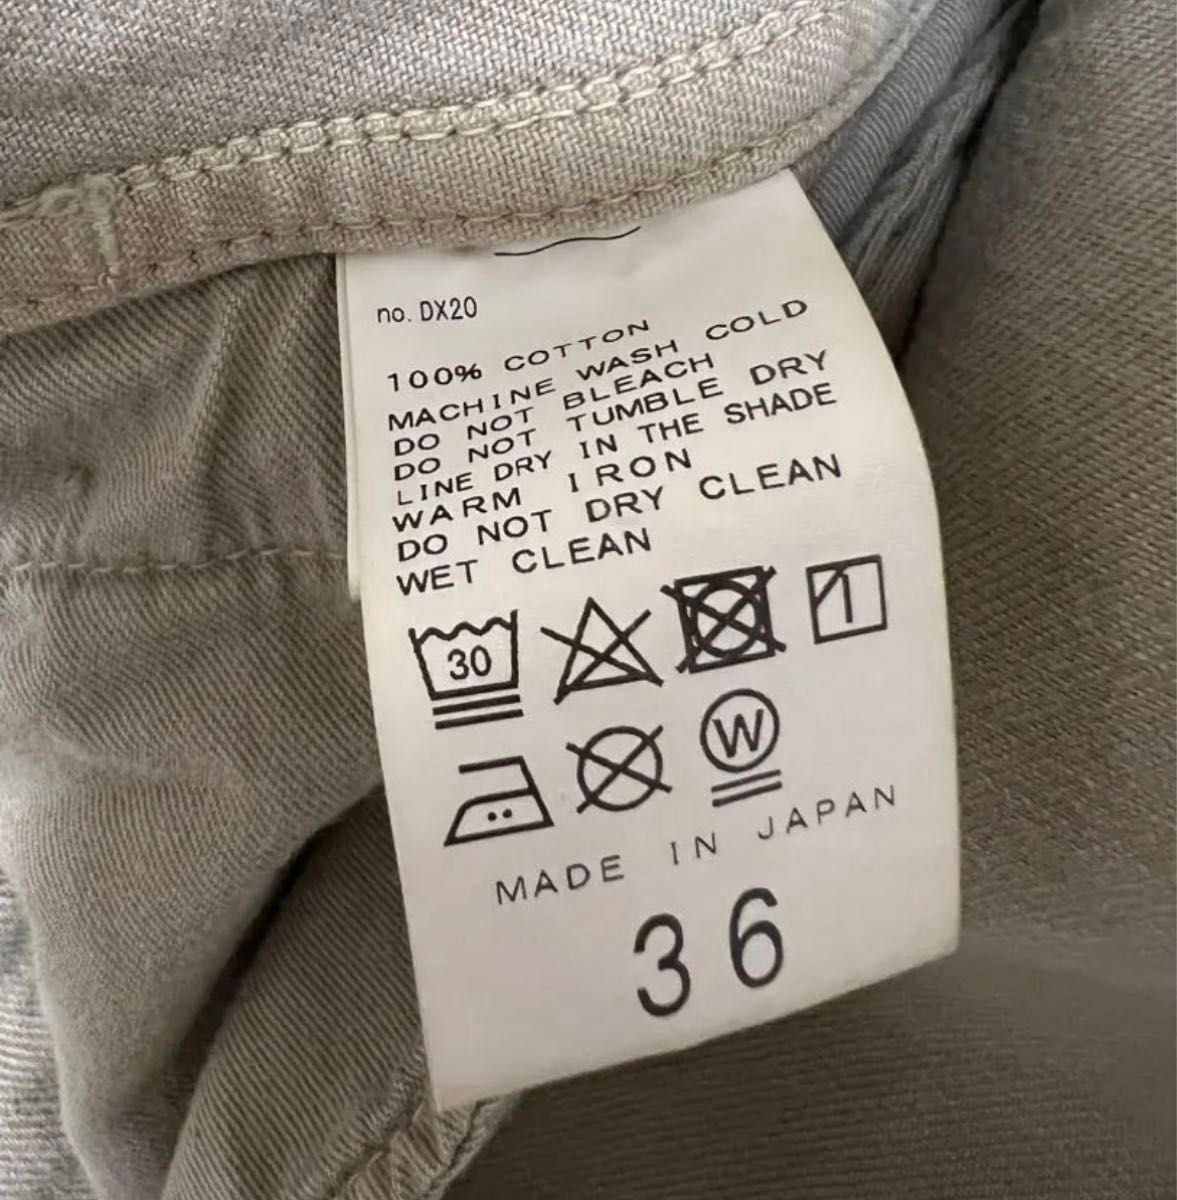 no. DX20
100% COTTON
MACHINE WASH COLD
DO NOT BLEACH
DO NOT TUMBLE DRY
LINE DRY IN THE SHADE
WARM IRON
DO NOT DRY CLEAN
WET CLEAN
30
W
MADE IN JAPAN
36